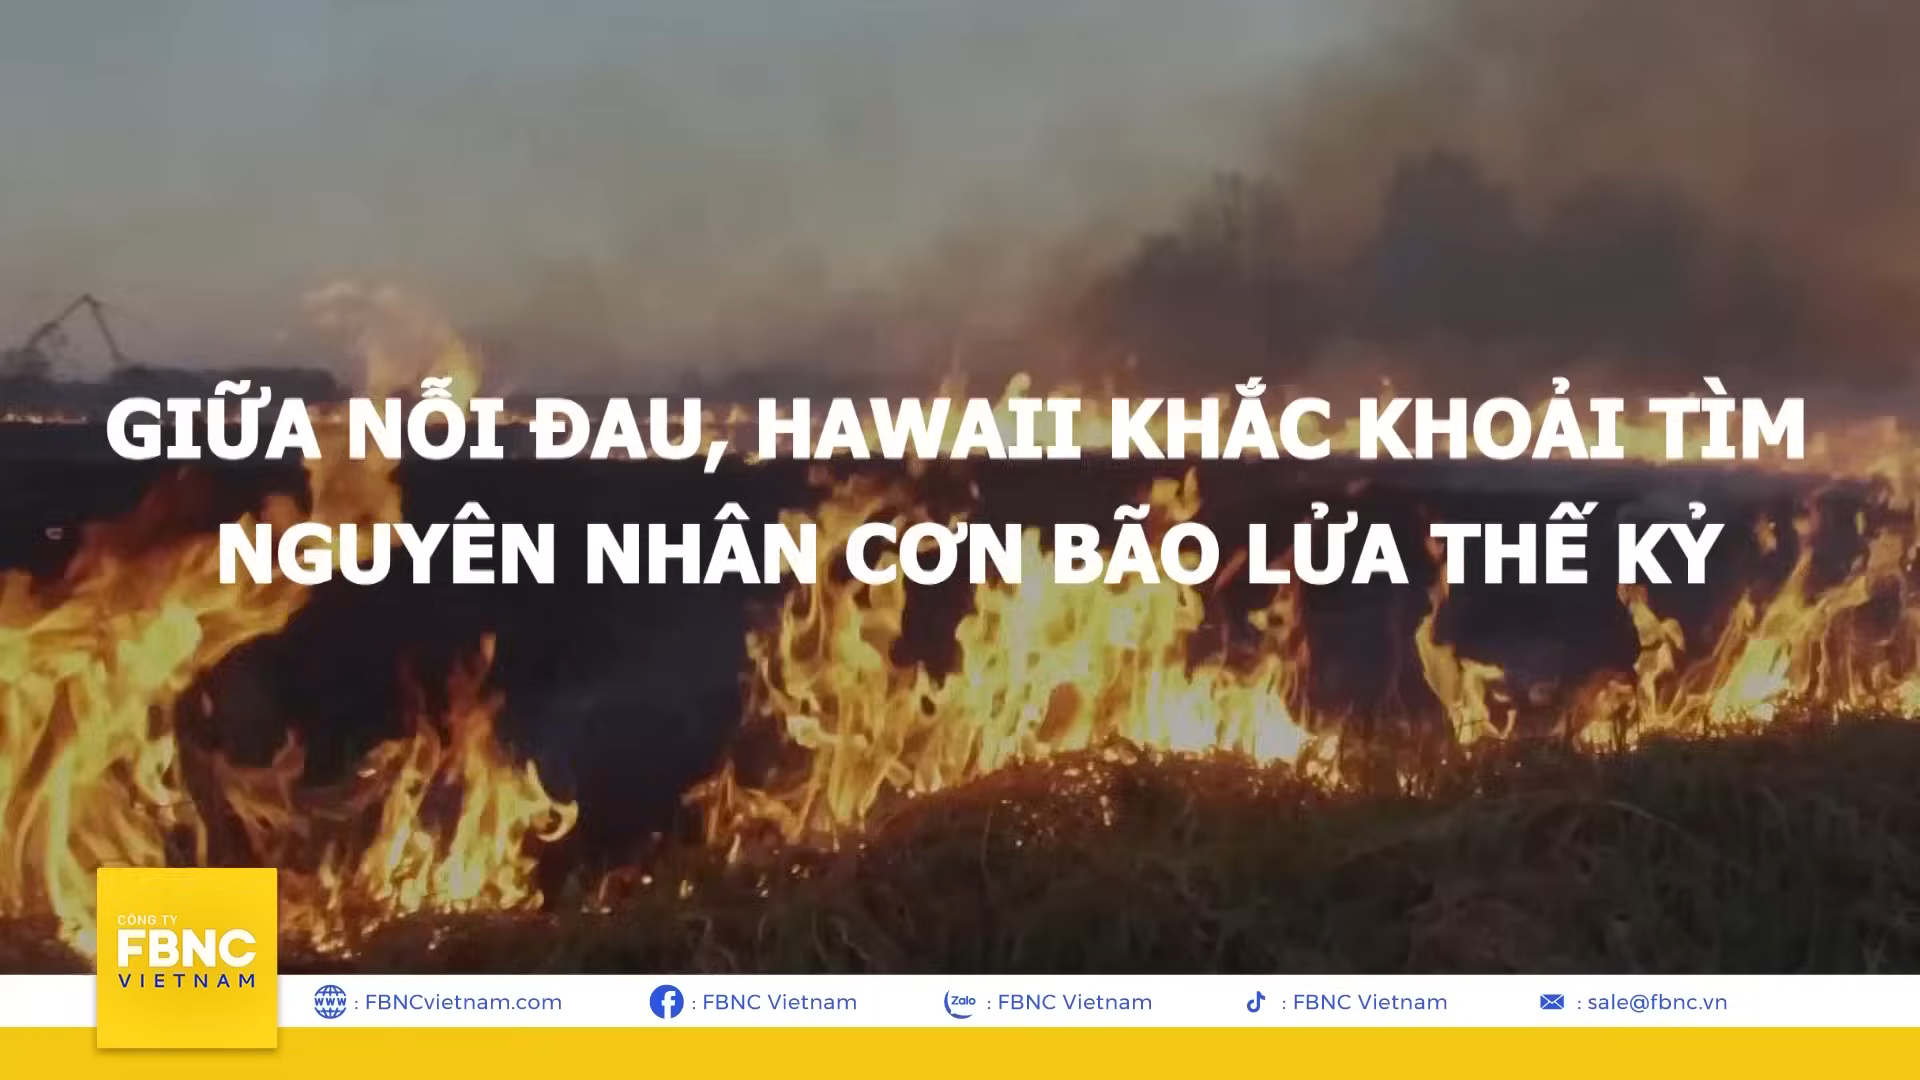 GIỮA NỖI ĐAU, HAWAII KHẮC KHOẢI TÌM
NGUYÊN NHÂN CƠN BÃO LỬA THẾ KỶ
CÔNG TY
FBNC
VIETNAM
www : FBNCvietnam.com
: FBNC Vietnam
Zalo : FBNC Vietnam
: FBNC Vietnam
: sale@fbnc.vn